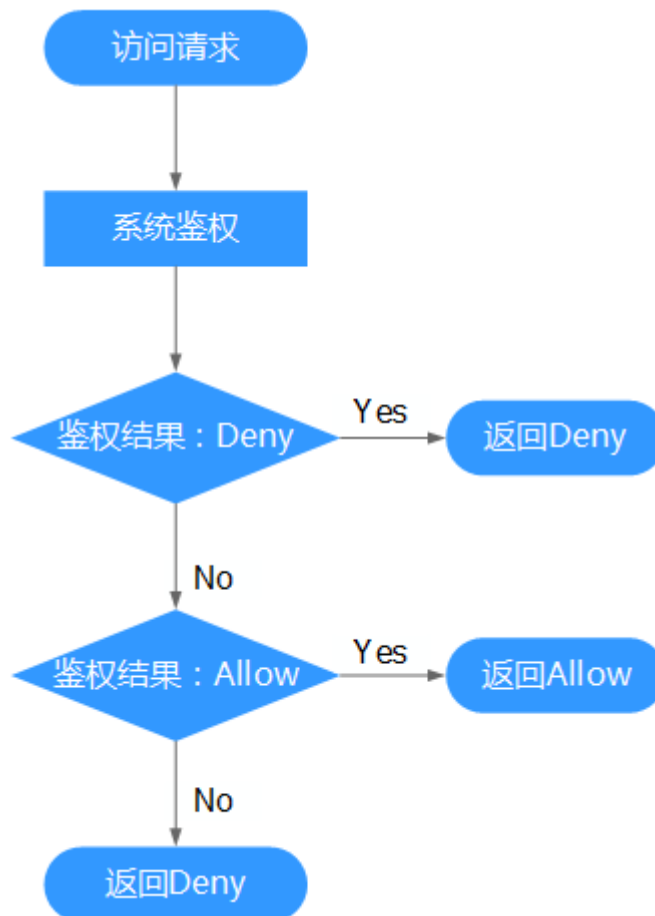 访问请求
系统鉴权
鉴权结果：Deny
Yes
返回Deny
No
鉴权结果：Allow
Yes
返回Allow
No
返回Deny